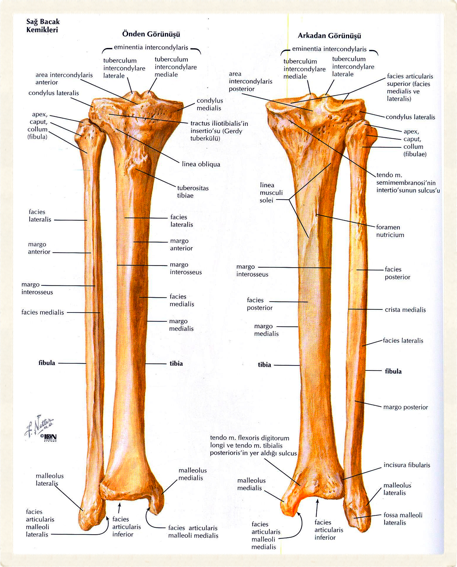 Sağ Bacak
Kemikleri
Önden Görünüşü
eminentia intercondylaris
tuberculum
intercondylare
laterale
tuberculum
intercondylare
mediale
area intercondylaris
anterior
condylus lateralis
apex,
caput,
collum
(fibula)
condylus
medialis
tractus iliotibialis'in
insertio'su (Gerdy
tuberkülü)
linea obliqua
tuberositas
tibiae
facies
lateralis
margo
anterior
margo
interosseus
facies medialis
facies
lateralis
margo
anterior
margo
interosseus
facies
medialis
margo
medialis
fibula
tibia
malleolus
lateralis
malleolus
medialis
facies
articularis
malleoli
lateralis
facies
articularis
inferior
facies articularis
malleoli medialis
Arkadan Görünüşü
eminentia intercondylaris
tuberculum
intercondylare
mediale
tuberculum
intercondylare
laterale
area
intercondylaris
posterior
facies articularis
superior (facies
medialis ve
lateralis)
condylus lateralis
apex,
caput,
collum
(fibulae)
tendo m.
semimembranosi'nin
intertio'sunun sulcus'u
linea
musculi
solei
foramen
nutricium
margo
interosseus
facies
posterior
facies
posterior
crista medialis
margo
medialis
facies lateralis
tibia
fibula
margo posterior
tendo m. flexoris digitorum
longi ve tendo m. tibialis
posterioris'in yer aldığı sulcus
incisura fibularis
malleolus
medialis
malleolus
lateralis
fossa malleoli
lateralis
facies
articularis
malleoli
medialis
facies
articularis
inferior